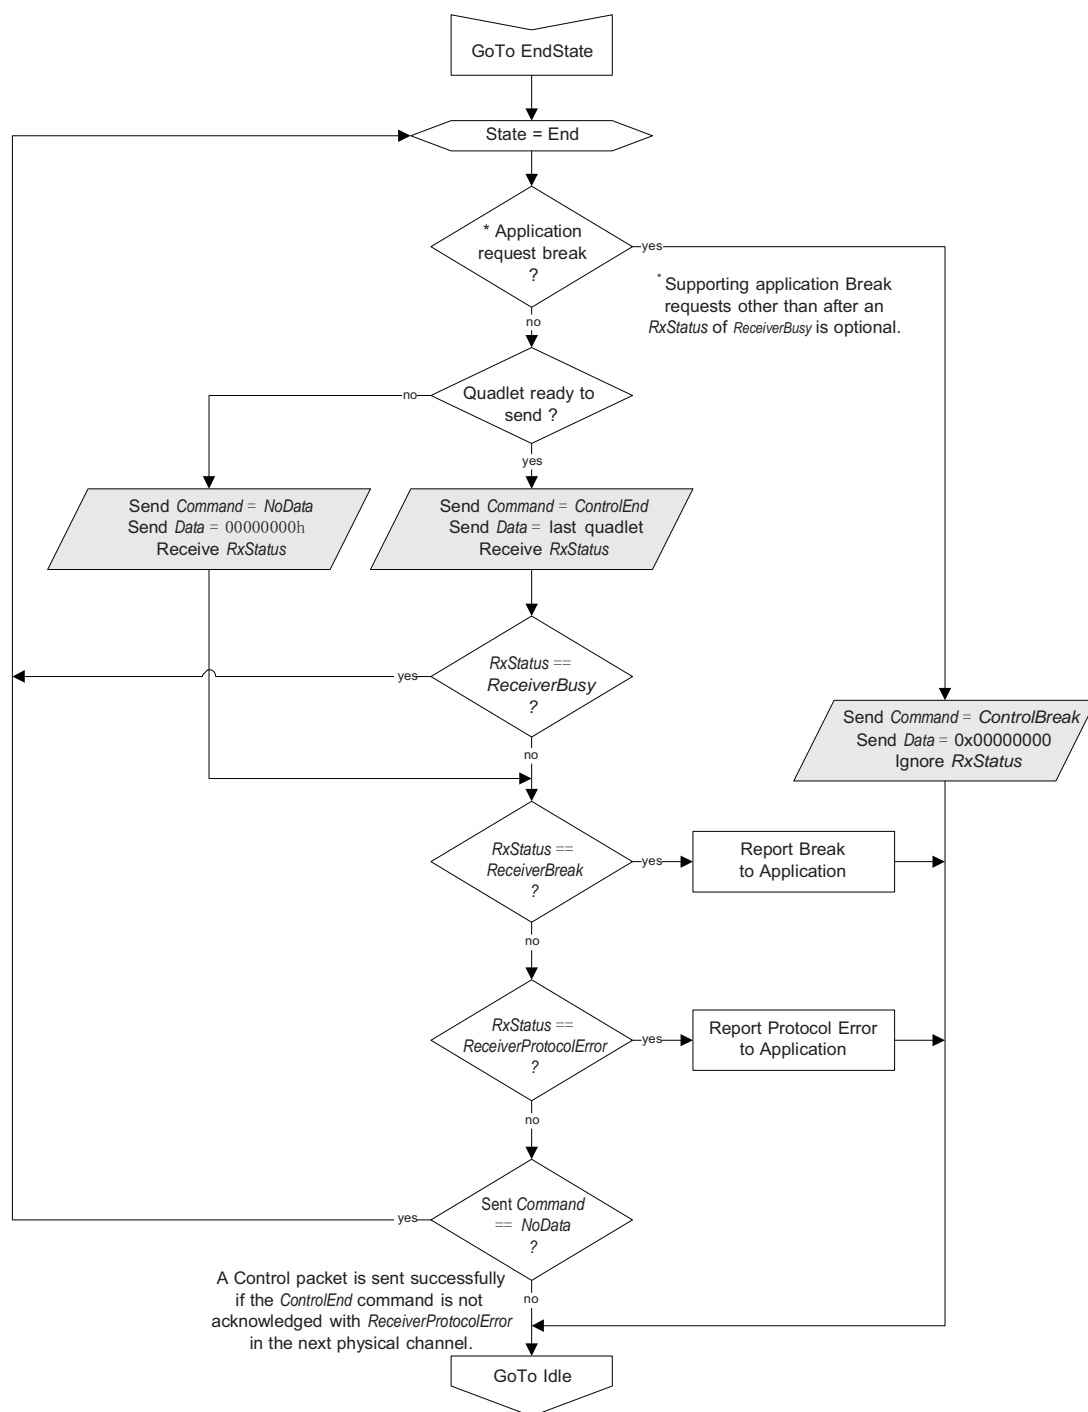 GoTo EndState
State = End
* Application
request break
?
yes
* Supporting application Break
requests other than after an
RxStatus of ReceiverBusy is optional.
no
Quadlet ready to
send ?
no
yes
Send Command = NoData
Send Data = 00000000h
Receive RxStatus
Send Command = ControlEnd
Send Data = last quadlet
Receive RxStatus
RxStatus ==
ReceiverBusy
?
yes
no
Send Command = ControlBreak
Send Data = 0x00000000
Ignore RxStatus
RxStatus ==
ReceiverBreak
?
yes
Report Break
to Application
no
RxStatus ==
ReceiverProtocolError
?
yes
Report Protocol Error
to Application
no
Sent Command
== NoData
?
yes
no
A Control packet is sent successfully
if the ControlEnd command is not
acknowledged with ReceiverProtocolError
in the next physical channel.
GoTo Idle